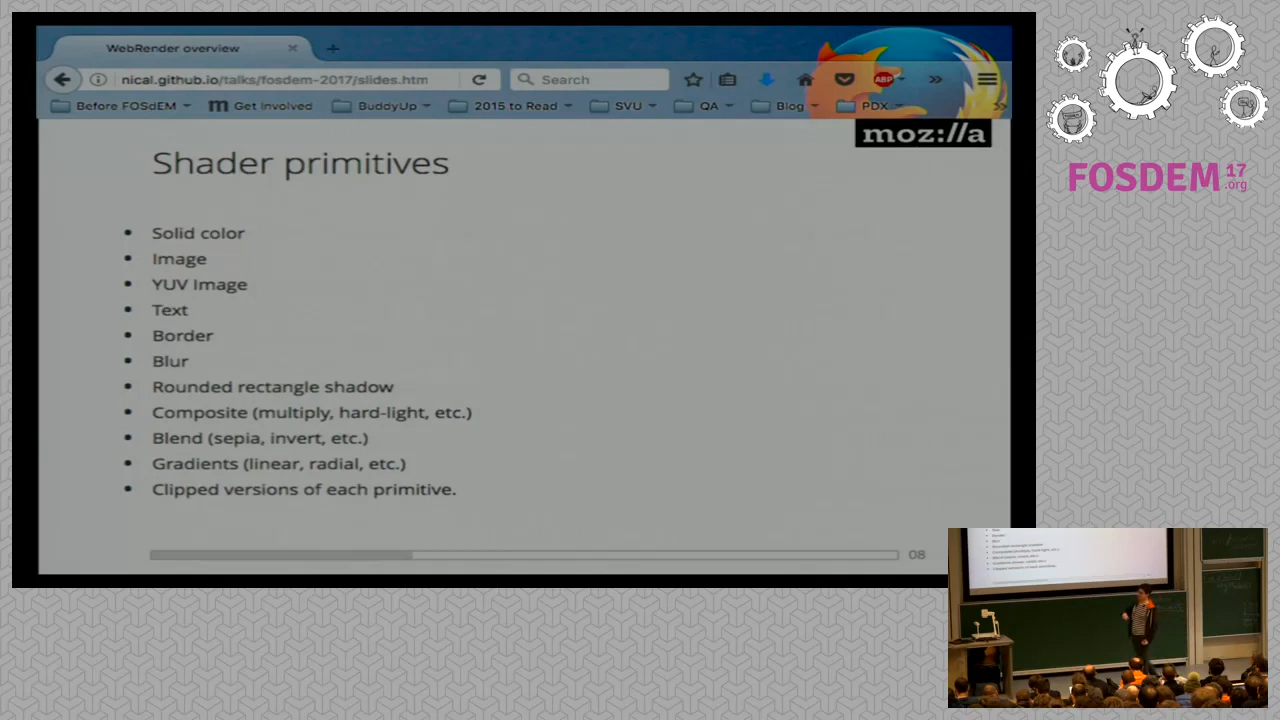 WebRender overview
nical.github.io/talks/fosdem-2017/slides.htm
Search
ABP
Before FOSdEM
m Get Involved
BuddyUp
2015 to Read
SVU
QA
Blog
PDX
moz://a
Shader primitives
• Solid color
• Image
• YUV Image
• Text
• Border
• Blur
• Rounded rectangle shadow
• Composite (multiply, hard-light, etc.)
• Blend (sepia, invert, etc.)
• Gradients (linear, radial, etc.)
• Clipped versions of each primitive.
08
FOSDEM 17
.org